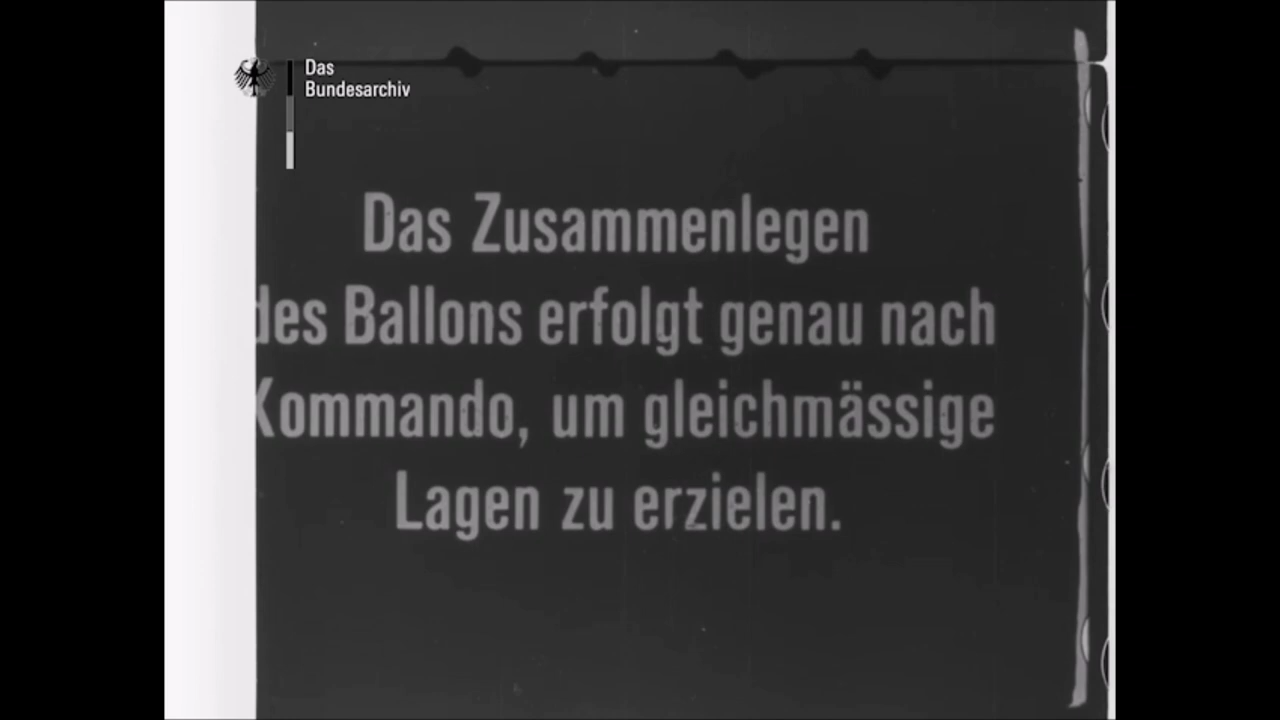 Das
Bundesarchiv
Das Zusammenlegen
des Ballons erfolgt genau nach
Kommando, um gleichmässige
Lagen zu erzielen.